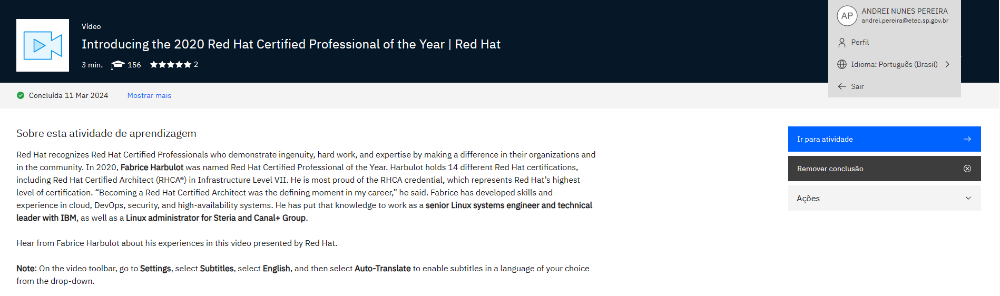 Vídeo
Introducing the 2020 Red Hat Certified Professional of the Year | Red Hat
3 min. 156 2
AP
ANDREI NUNES PEREIRA
andrei.pereira@etec.sp.gov.br
Perfil
Idioma: Português (Brasil)
Sair
Concluída 11 Mar 2024 Mostrar mais
Sobre esta atividade de aprendizagem
Red Hat recognizes Red Hat Certified Professionals who demonstrate ingenuity, hard work, and expertise by making a difference in their organizations and
in the community. In 2020, Fabrice Harbulot was named Red Hat Certified Professional of the Year. Harbulot holds 14 different Red Hat certifications,
including Red Hat Certified Architect (RHCA®) in Infrastructure Level VII. He is most proud of the RHCA credential, which represents Red Hat’s highest
level of certification. “Becoming a Red Hat Certified Architect was the defining moment in my career,” he said. Fabrice has developed skills and
experience in cloud, DevOps, security, and high-availability systems. He has put that knowledge to work as a senior Linux systems engineer and technical
leader with IBM, as well as a Linux administrator for Steria and Canal+ Group.
Hear from Fabrice Harbulot about his experiences in this video presented by Red Hat.
Note: On the video toolbar, go to Settings, select Subtitles, select English, and then select Auto-Translate to enable subtitles in a language of your choice
from the drop-down.
Ir para atividade
Remover conclusão
Ações